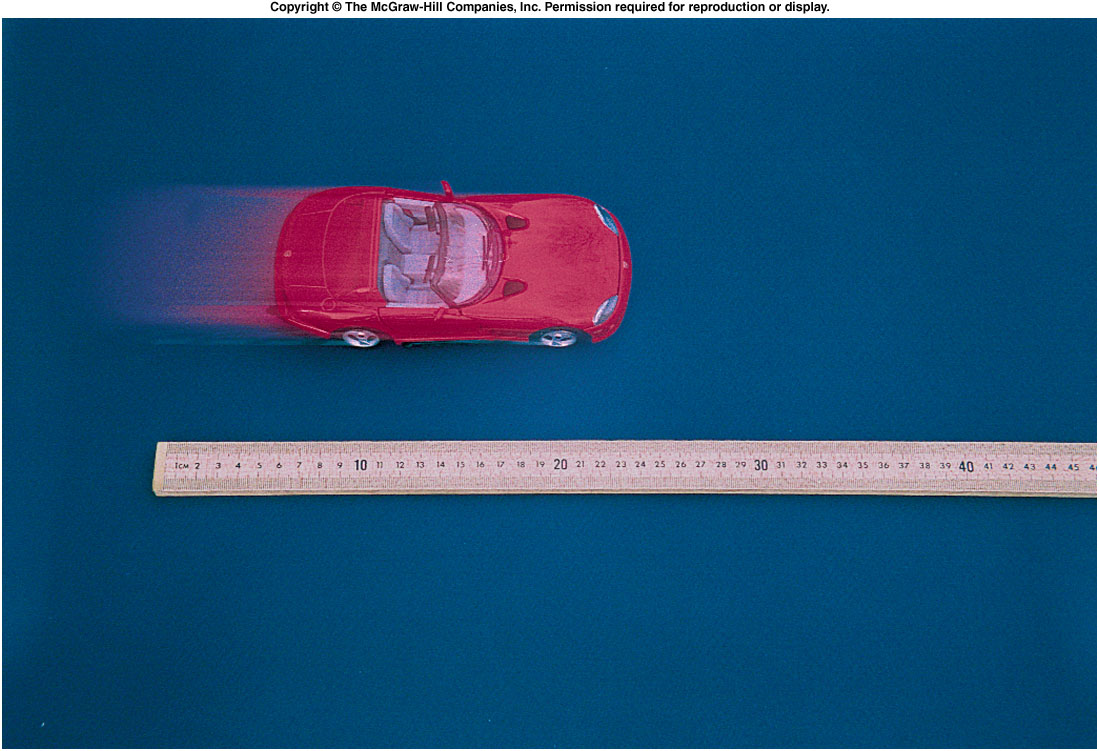 Copyright © The McGraw-Hill Companies, Inc. Permission required for reproduction or display.
1CM 2 3 4 5 6 7 8 9 10 11 12 13 14 15 16 17 18 19 20 21 22 23 24 25 26 27 28 29 30 31 32 33 34 35 36 37 38 39 40 41 42 43 44 45